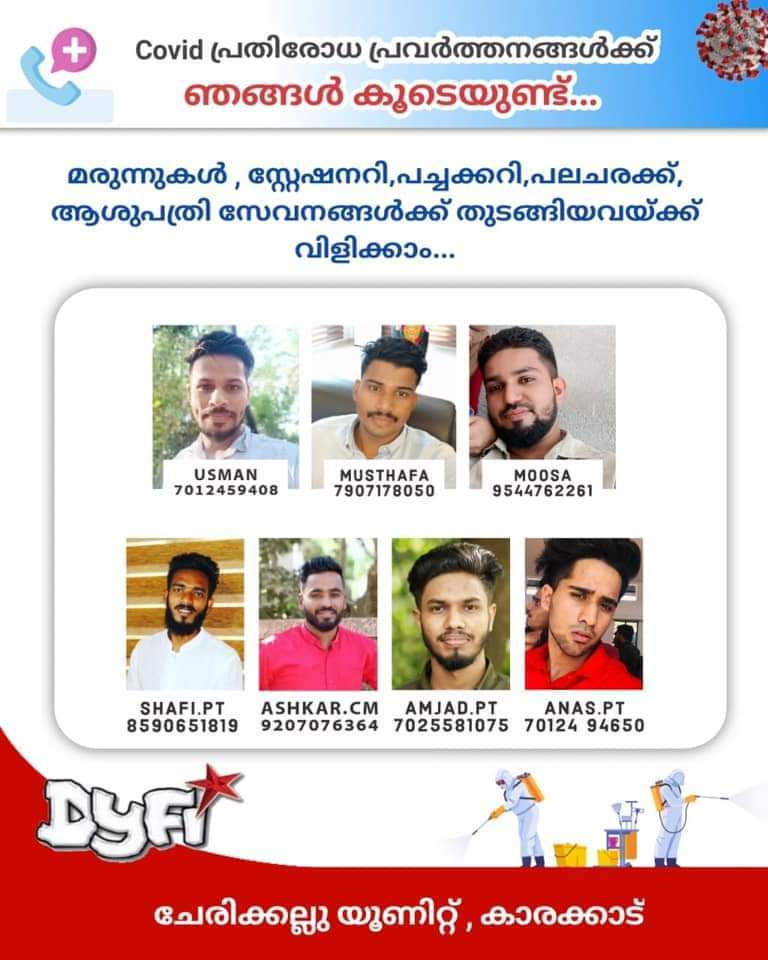 Covid പ്രതിരോധ പ്രവർത്തനങ്ങൾക്ക്
ഞങ്ങൾ കൂടെയുണ്ട്...
മരുന്നുകൾ , സ്റ്റേഷനറി,പച്ചക്കറി,പലചരക്ക്,
ആശുപത്രി സേവനങ്ങൾക്ക് തുടങ്ങിയവയ്ക്ക്
വിളിക്കാം...
USMAN
7012459408
MUSTHAFA
7907178050
MOOSA
9544762261
SHAFI.PT
8590651819
ASHKAR.CM
9207076364
AMJAD.PT
7025581075
ANAS.PT
70124 94650
DYFI
ചേരിക്കല്ലു യൂണിറ്റ് , കാരക്കാട്